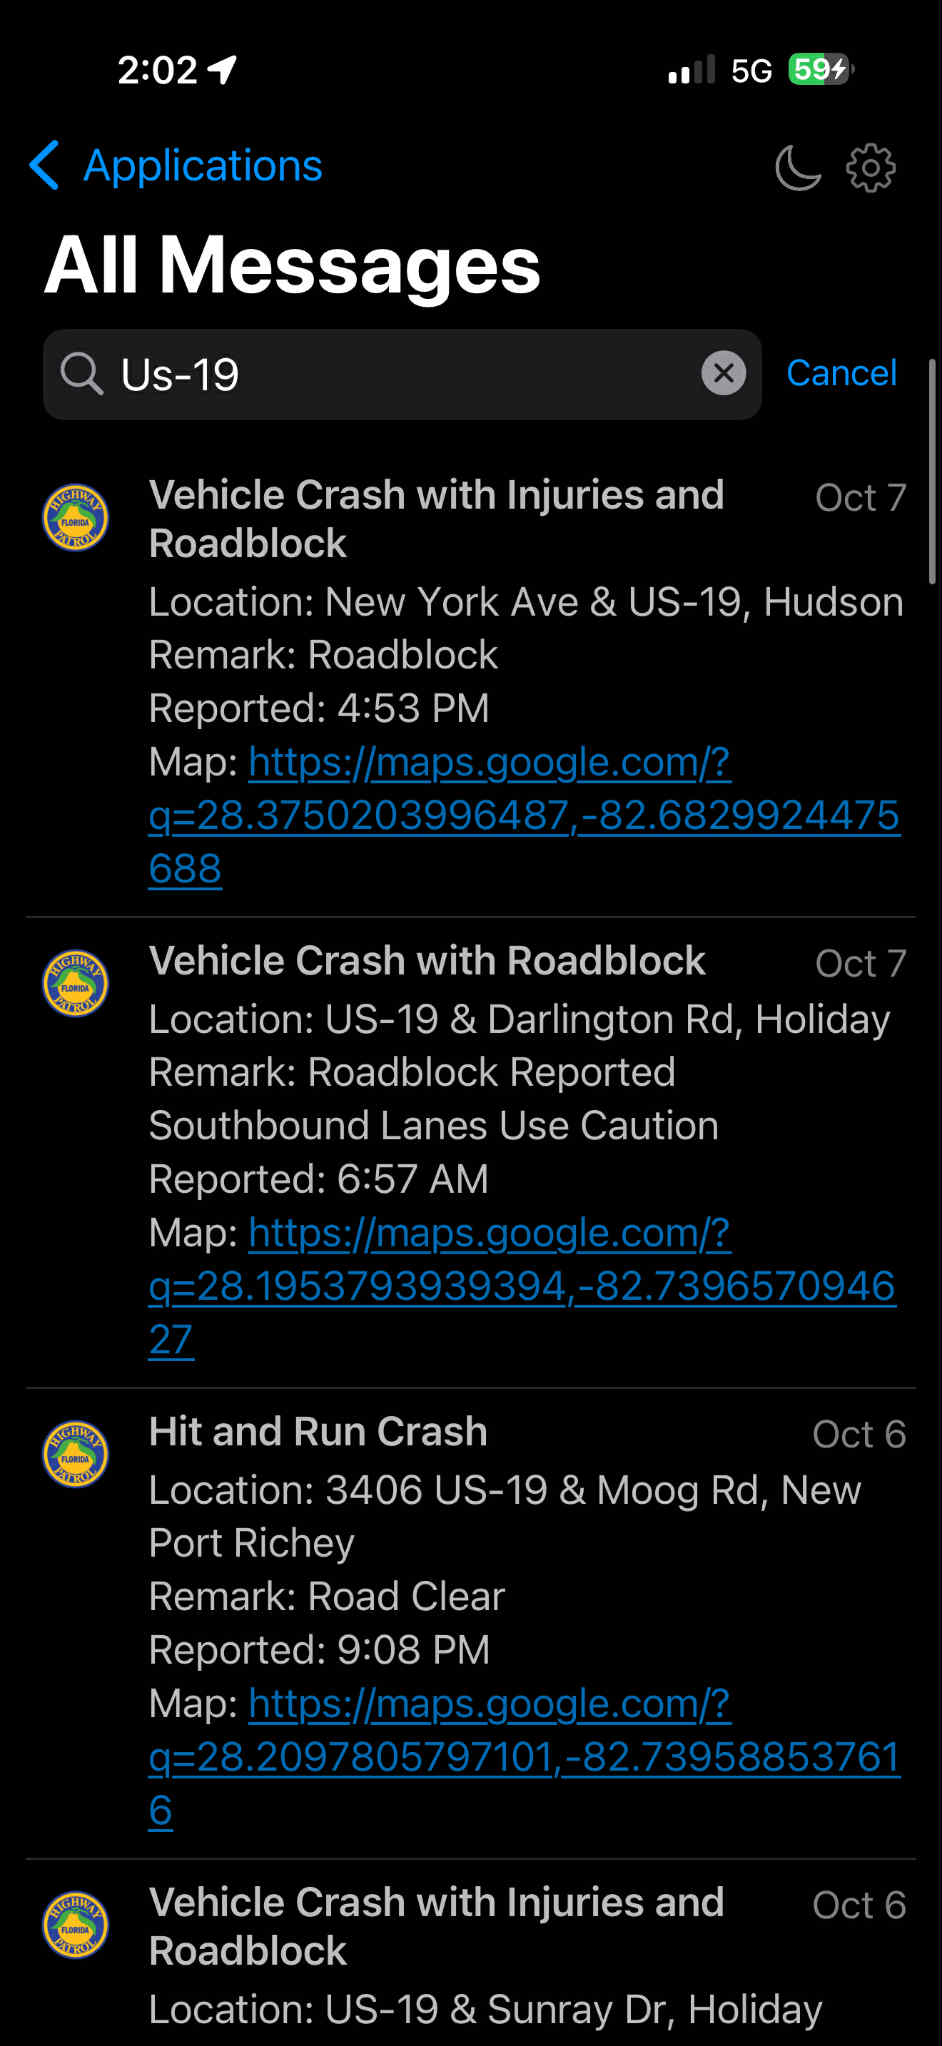 2:02
5G
59
Applications
All Messages
Us-19
Cancel
Vehicle Crash with Injuries and
Roadblock
Oct 7
Location: New York Ave & US-19, Hudson
Remark: Roadblock
Reported: 4:53 PM
Map: https://maps.google.com/?
q=28.3750203996487,-82.6829924475
688
HIGHWAY
FLORIDA
PATROL
Vehicle Crash with Roadblock
Oct 7
Location: US-19 & Darlington Rd, Holiday
Remark: Roadblock Reported
Southbound Lanes Use Caution
Reported: 6:57 AM
Map: https://maps.google.com/?
q=28.1953793939394,-82.7396570946
27
HIGHWAY
FLORIDA
PATROL
Hit and Run Crash
Oct 6
Location: 3406 US-19 & Moog Rd, New
Port Richey
Remark: Road Clear
Reported: 9:08 PM
Map: https://maps.google.com/?
q=28.2097805797101,-82.73958853761
6
HIGHWAY
FLORIDA
PATROL
Vehicle Crash with Injuries and
Roadblock
Oct 6
Location: US-19 & Sunray Dr, Holiday
HIGHWAY
FLORIDA
PATROL